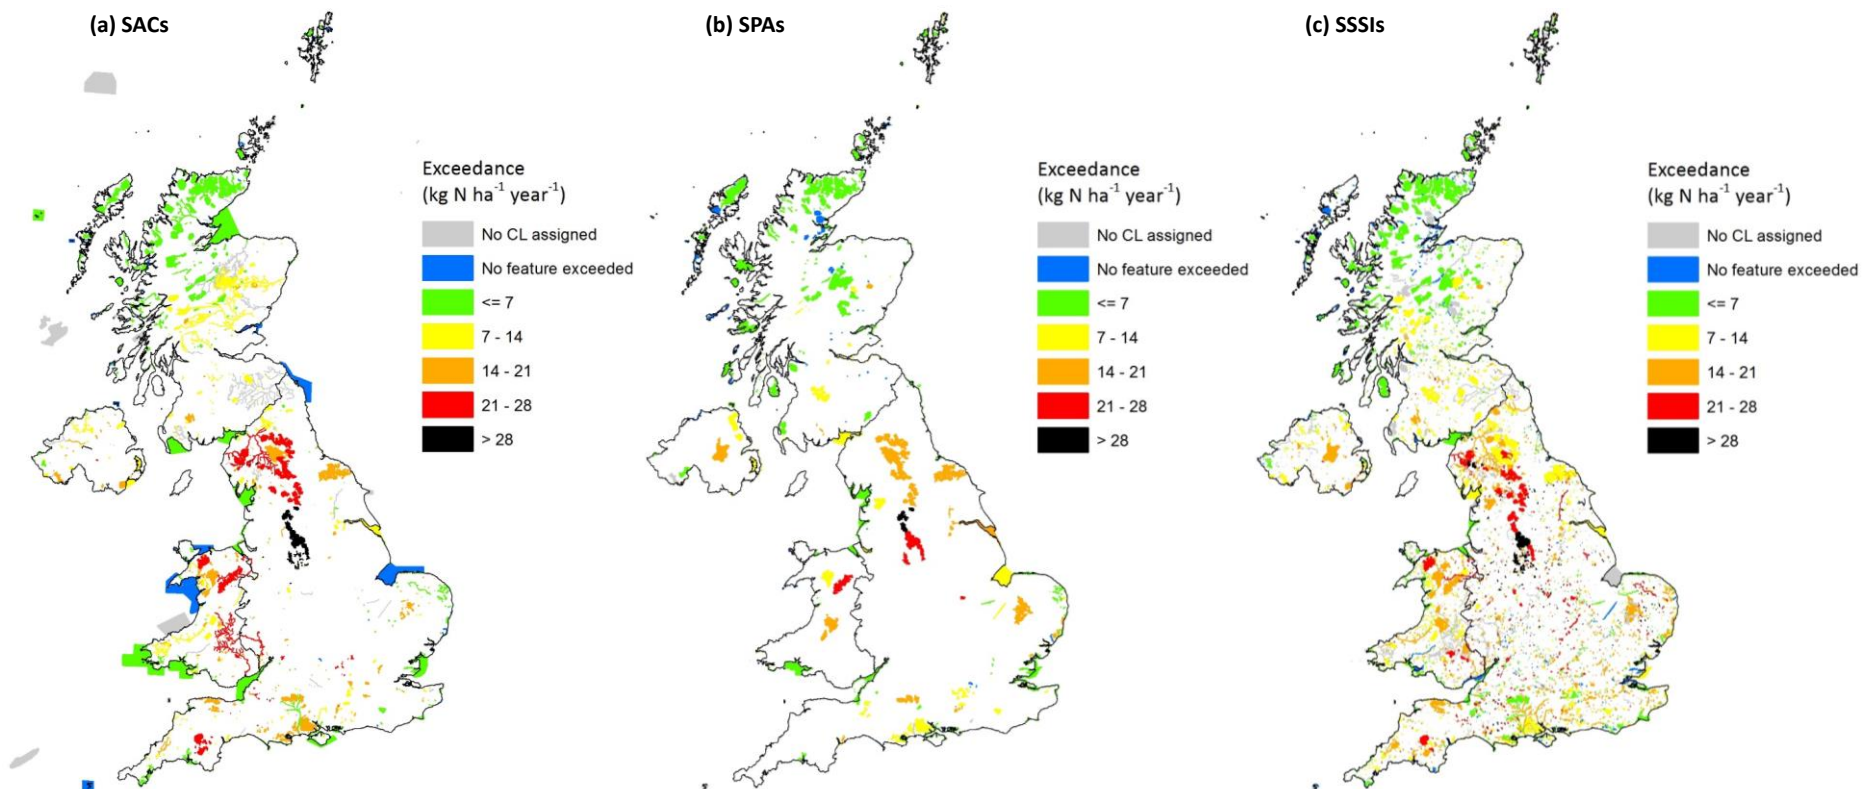 (a) SACs
Exceedance
(kg N ha⁻¹ year⁻¹)
No CL assigned
No feature exceeded
<= 7
7 - 14
14 - 21
21 - 28
> 28
(b) SPAs
Exceedance
(kg N ha⁻¹ year⁻¹)
No CL assigned
No feature exceeded
<= 7
7 - 14
14 - 21
21 - 28
> 28
(c) SSSIs
Exceedance
(kg N ha⁻¹ year⁻¹)
No CL assigned
No feature exceeded
<= 7
7 - 14
14 - 21
21 - 28
> 28